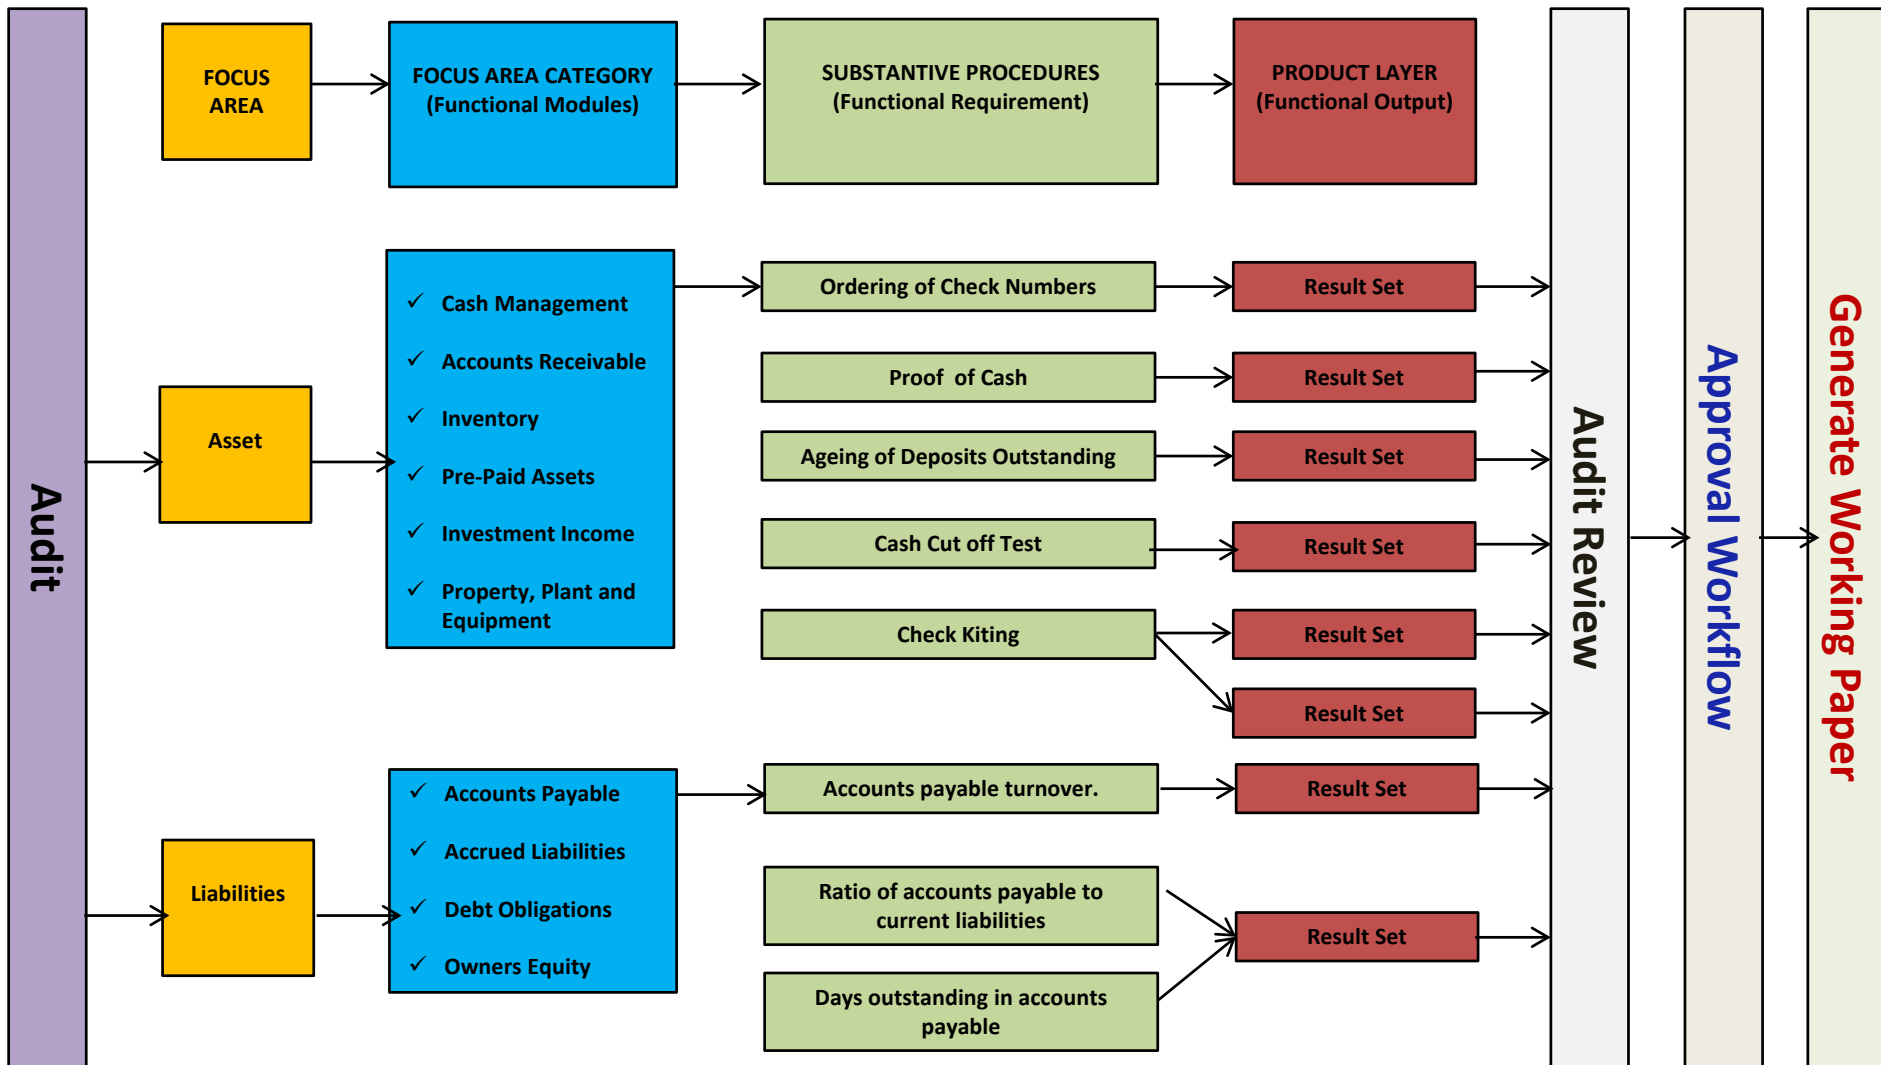 Audit
FOCUS
AREA
FOCUS AREA CATEGORY
(Functional Modules)
SUBSTANTIVE PROCEDURES
(Functional Requirement)
PRODUCT LAYER
(Functional Output)
Asset
✓ Cash Management
✓ Accounts Receivable
✓ Inventory
✓ Pre-Paid Assets
✓ Investment Income
✓ Property, Plant and
Equipment
Ordering of Check Numbers
Result Set
Proof of Cash
Result Set
Ageing of Deposits Outstanding
Result Set
Cash Cut off Test
Result Set
Check Kiting
Result Set
Result Set
Liabilities
✓ Accounts Payable
✓ Accrued Liabilities
✓ Debt Obligations
✓ Owners Equity
Accounts payable turnover.
Result Set
Ratio of accounts payable to
current liabilities
Days outstanding in accounts
payable
Result Set
Audit Review
Approval Workflow
Generate Working Paper